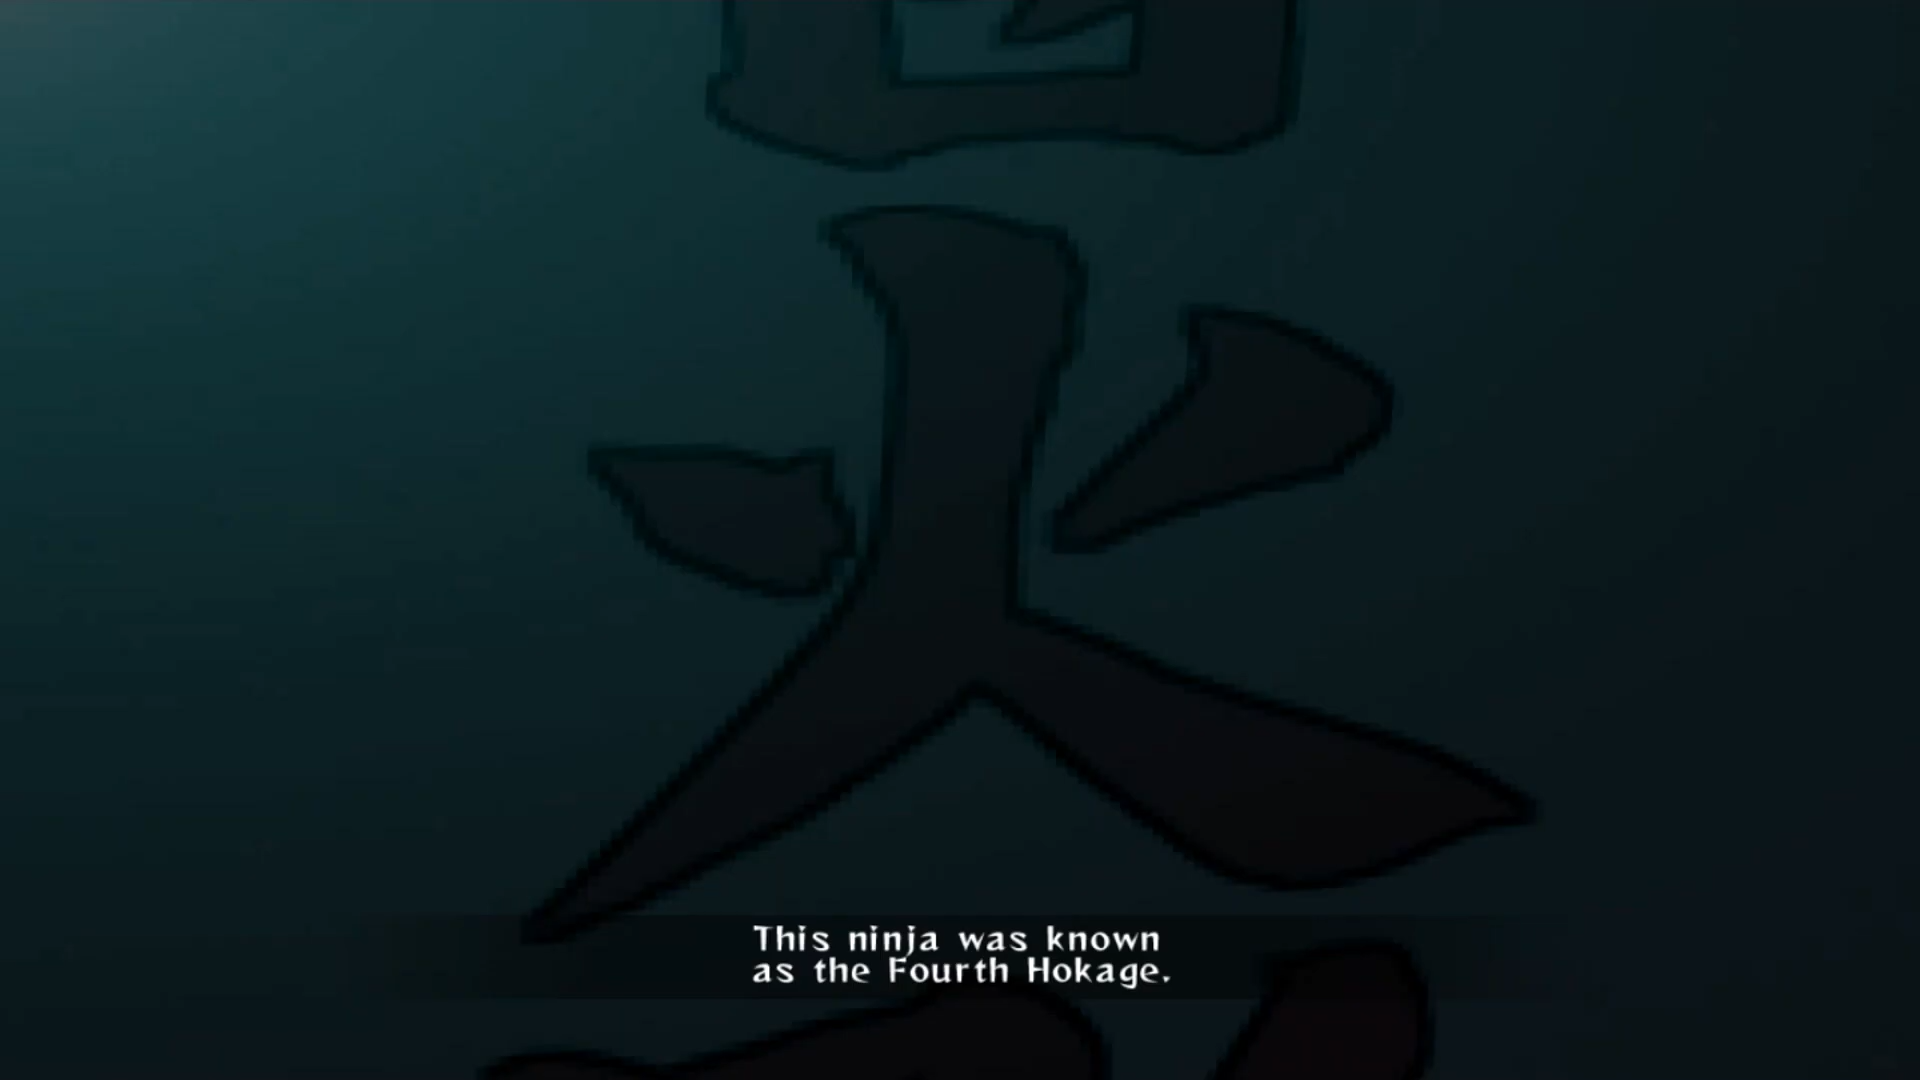 火
This ninja was known
as the Fourth Hokage.